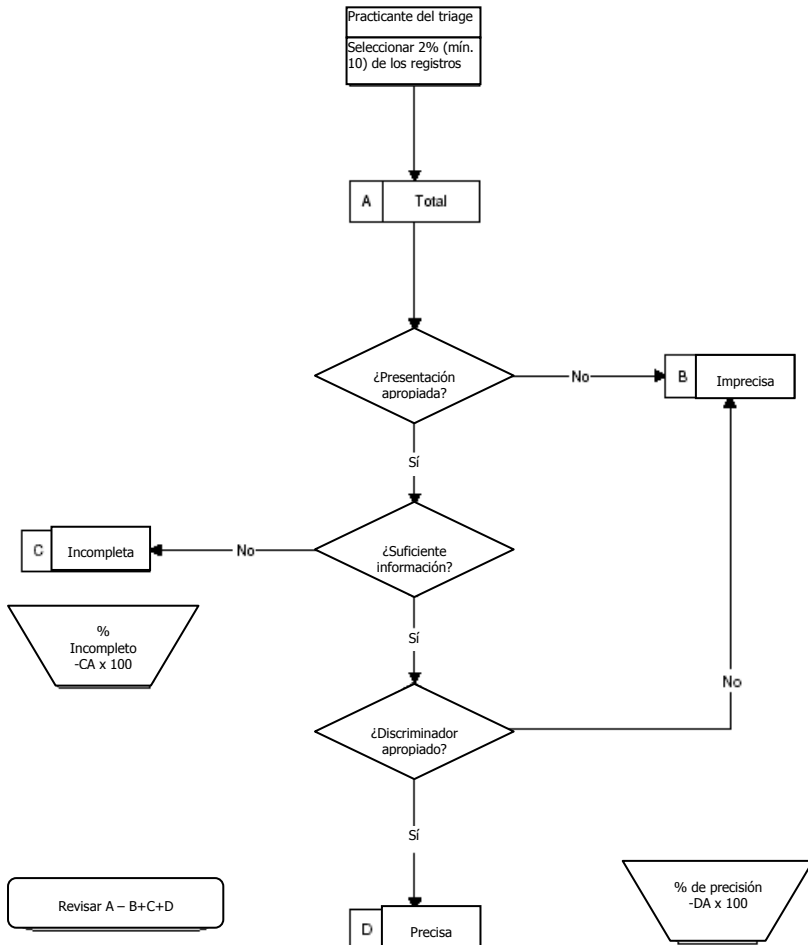 Practicante del triage
Seleccionar 2% (mín.
10) de los registros
A
Total
¿Presentación
apropiada?
No
B
Imprecisa
Sí
C
Incompleta
No
¿Suficiente
información?
%
Incompleto
-CA x 100
Sí
No
¿Discriminador
apropiado?
Sí
Revisar A – B+C+D
% de precisión
-DA x 100
D
Precisa